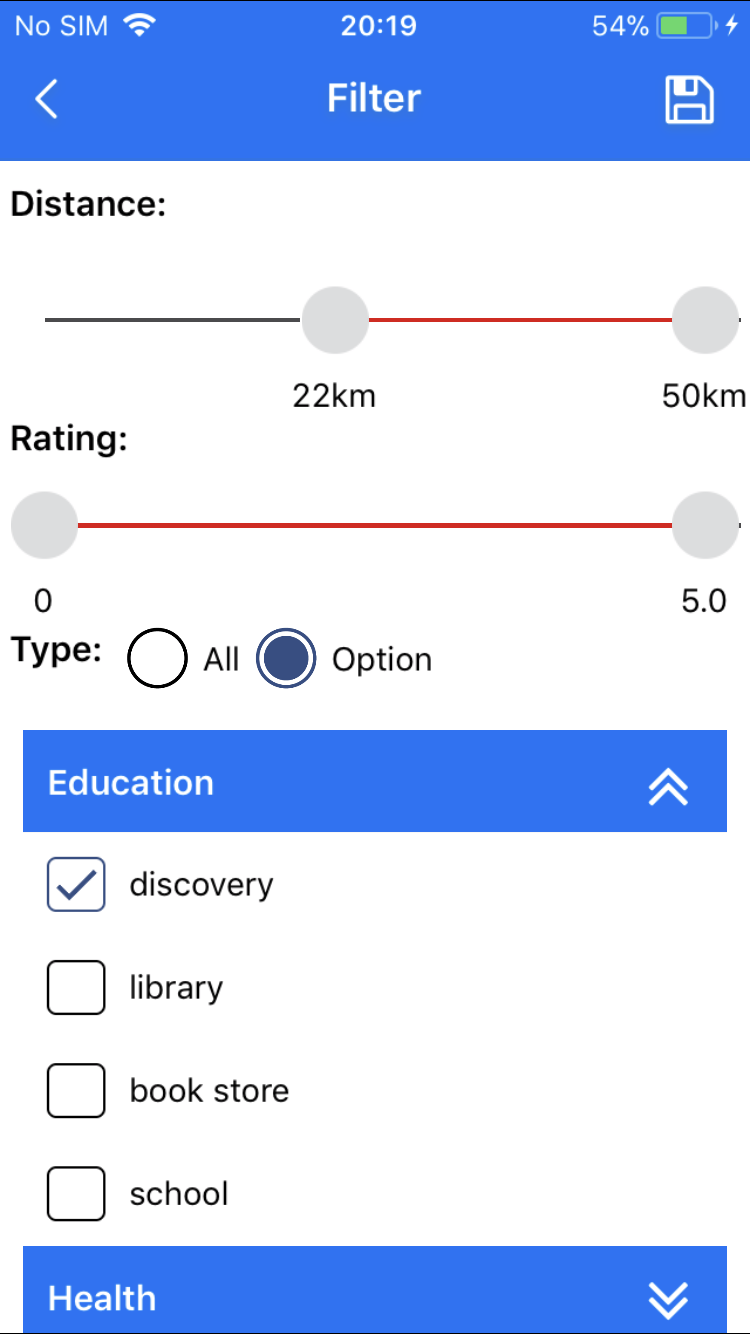 No SIM 20:19 54%
Filter
Distance:
22km 50km
Rating:
0 5.0
Type: All Option
Education
discovery
library
book store
school
Health